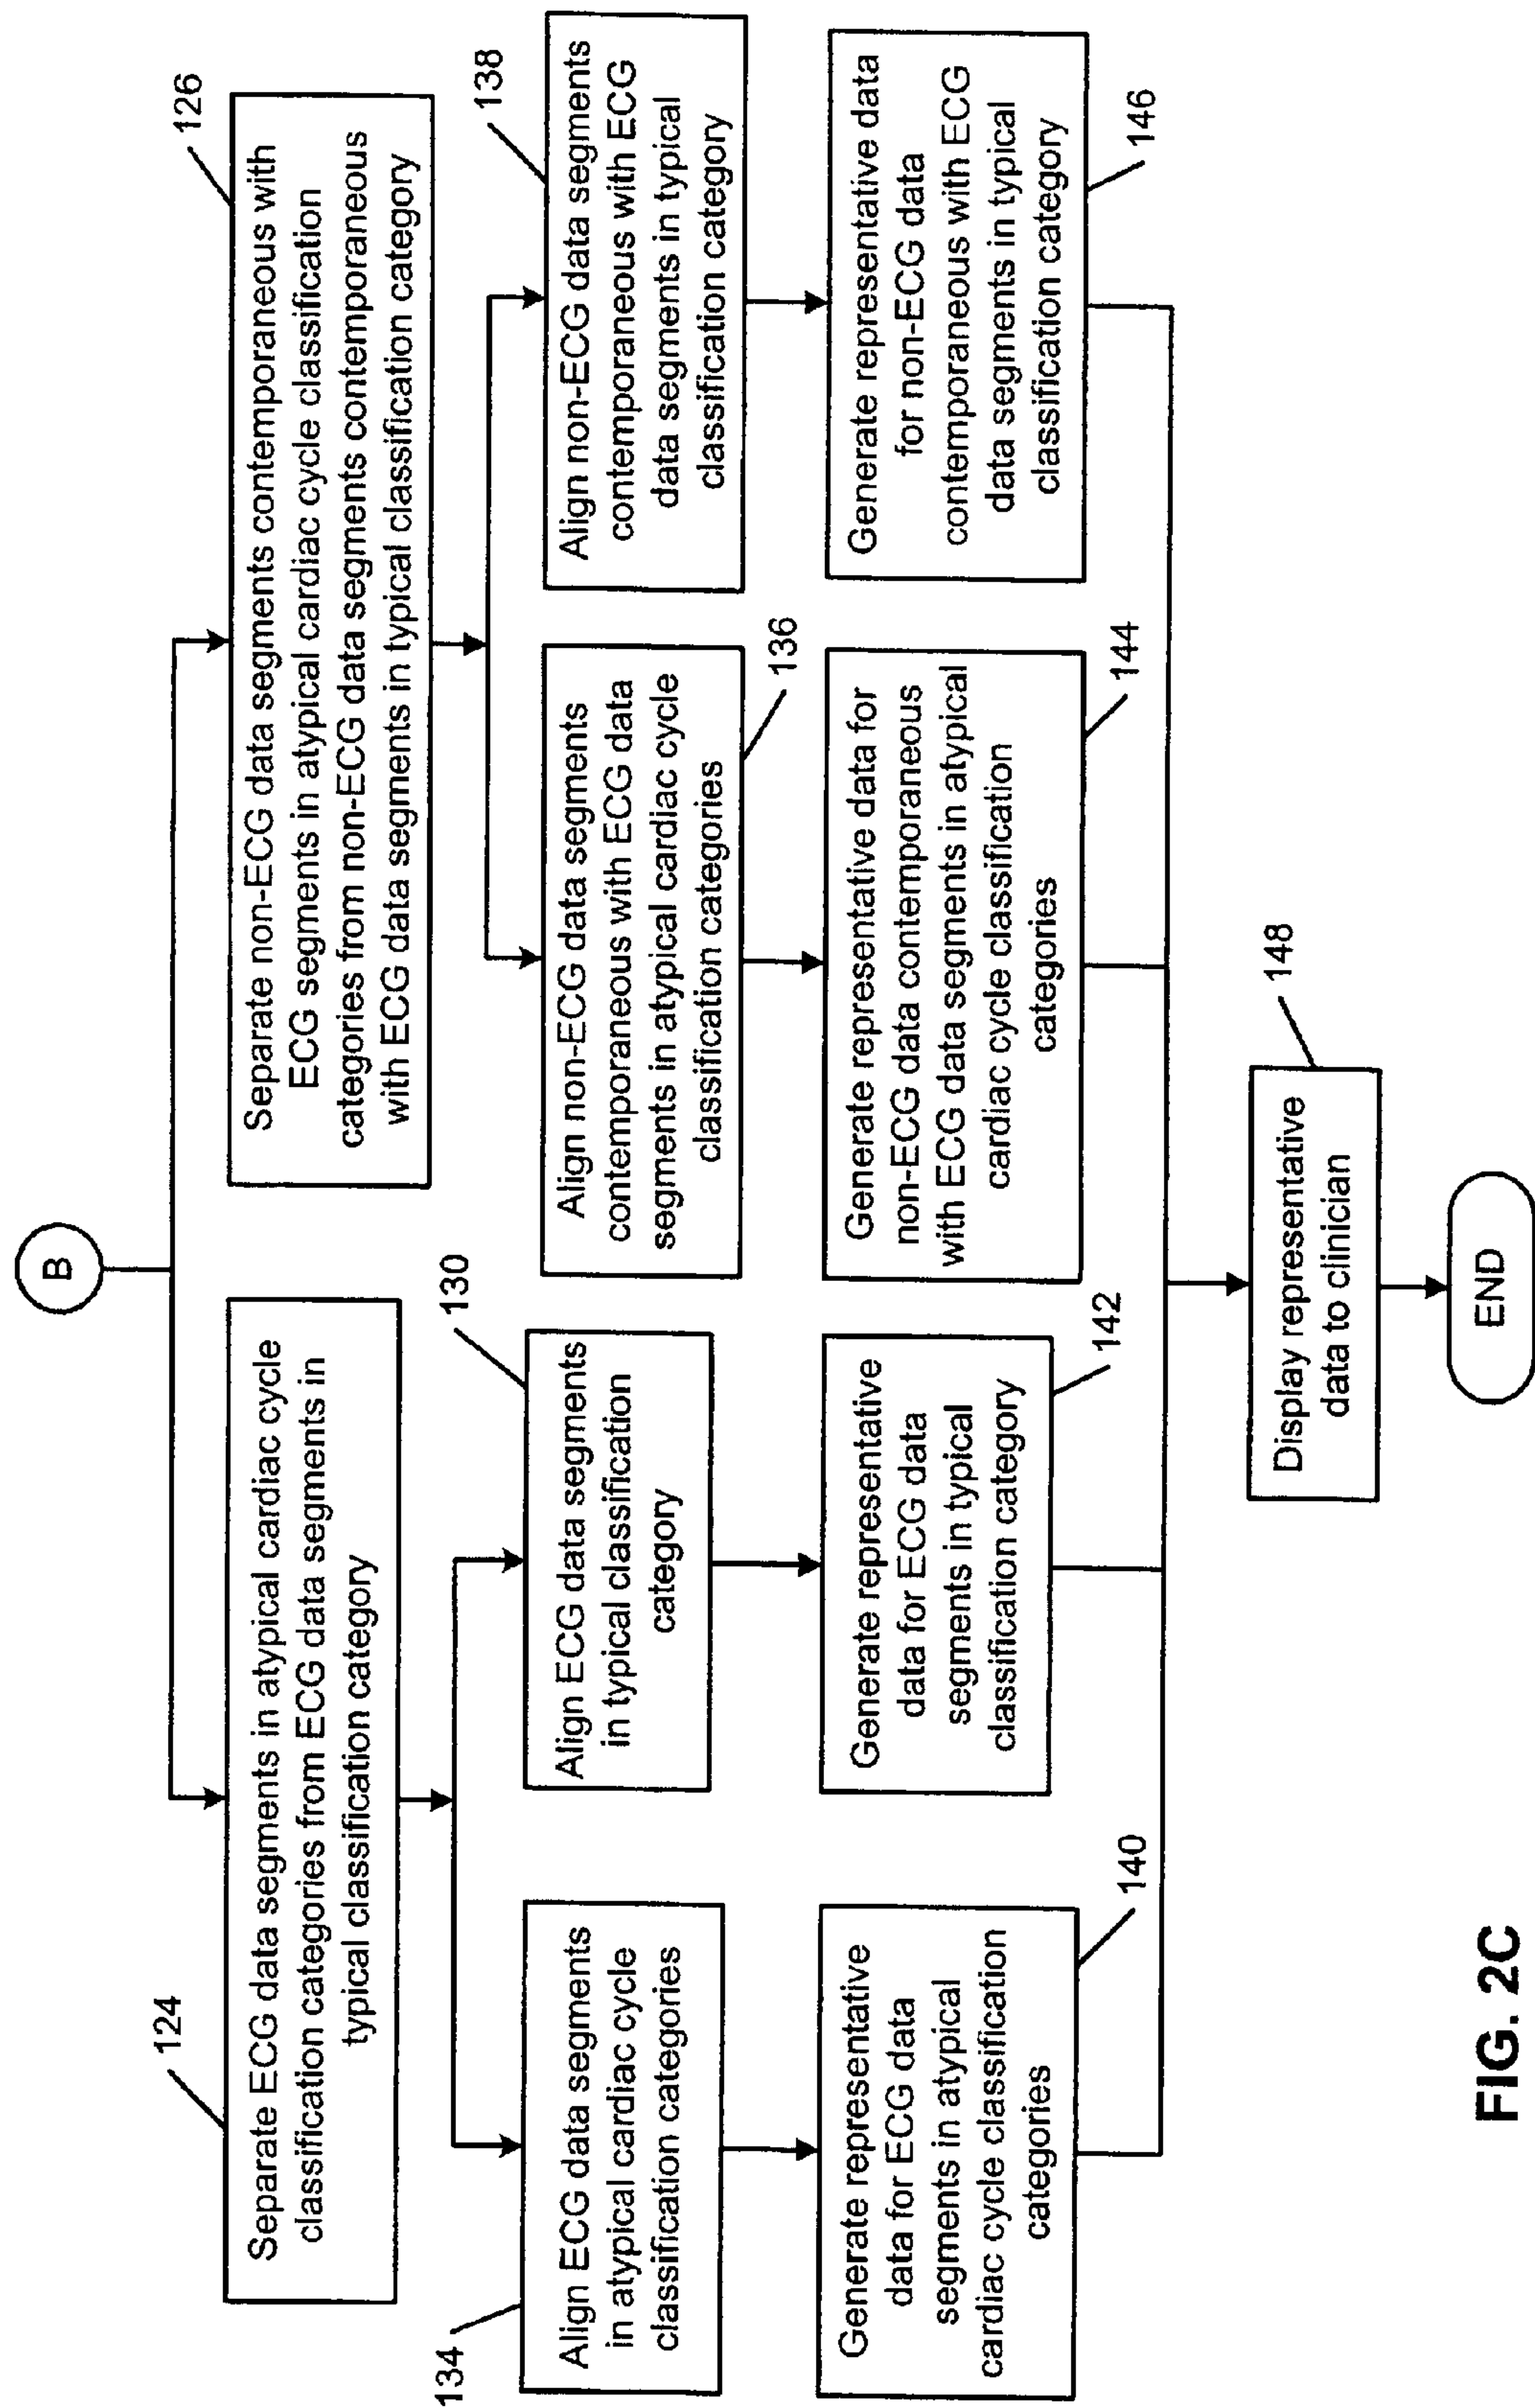 B
124
Separate ECG data segments in atypical cardiac cycle
classification categories from ECG data segments in
typical classification category
126
Separate non-ECG data segments contemporaneous with
ECG segments in atypical cardiac cycle classification
categories from non-ECG data segments contemporaneous
with ECG data segments in typical classification category
134
Align ECG data segments
in atypical cardiac cycle
classification categories
130
Align ECG data segments
in typical classification
category
136
Align non-ECG data segments
contemporaneous with ECG data
segments in atypical cardiac cycle
classification categories
138
Align non-ECG data segments
contemporaneous with ECG
data segments in typical
classification category
140
Generate representative
data for ECG data
segments in atypical
cardiac cycle classification
categories
142
Generate representative
data for ECG data
segments in typical
classification category
144
Generate representative data for
non-ECG data contemporaneous
with ECG data segments in atypical
cardiac cycle classification
categories
146
Generate representative data
for non-ECG data
contemporaneous with ECG
data segments in typical
classification category
148
Display representative
data to clinician
END
FIG. 2C